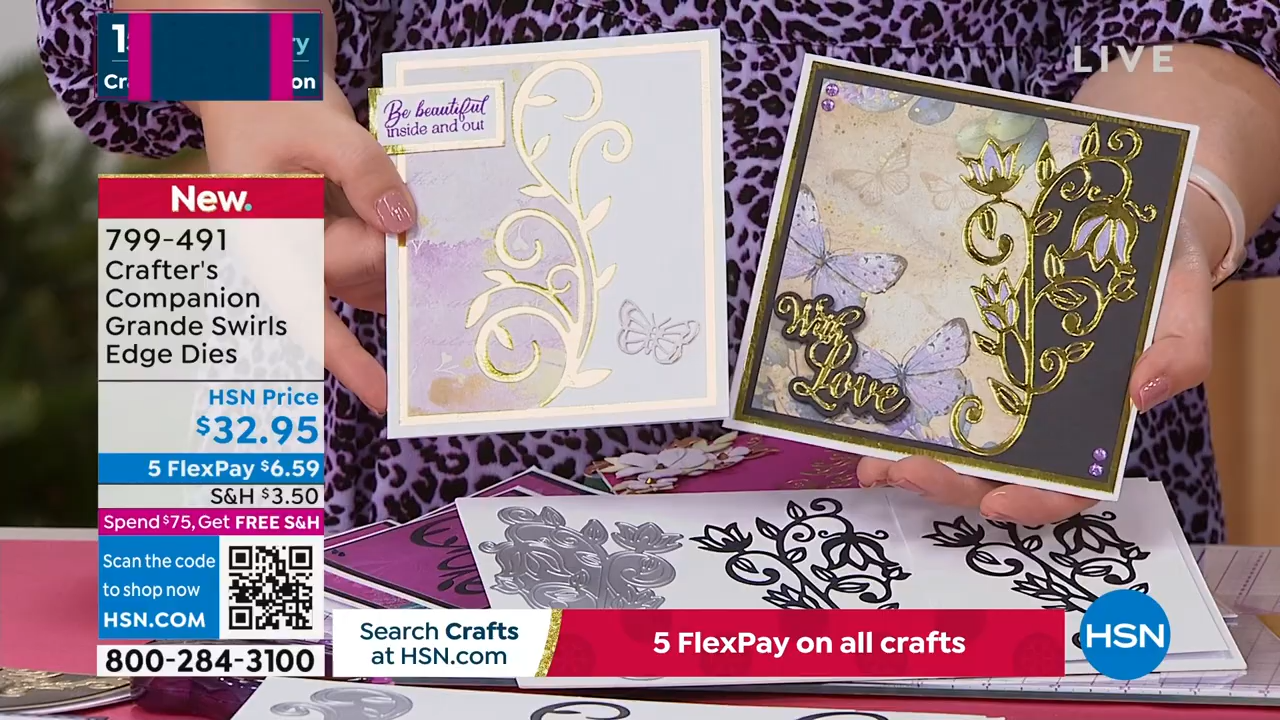 LIVE
Be beautiful
inside and out
With
Love
New.
799-491
Crafter's
Companion
Grande Swirls
Edge Dies
HSN Price
$32.95
5 FlexPay $6.59
S&H $3.50
Spend $75, Get FREE S&H
Scan the code
to shop now
HSN.COM
800-284-3100
Search Crafts
at HSN.com
5 FlexPay on all crafts
HSN